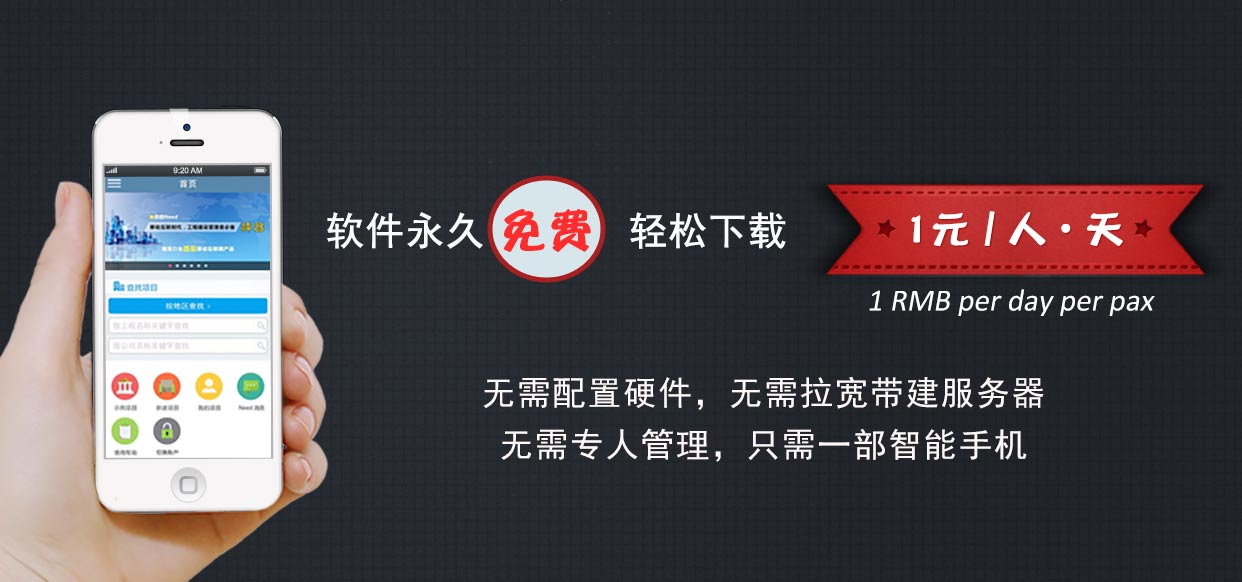 9:20 AM
首页
查找项目
按地区查找 ›
按工程名称关键字查找
按公司名称关键字查找
示例项目
新建项目
我的项目
Need 消息
使用帮助
切换账户
软件永久免费 轻松下载
1元/人·天
1 RMB per day per pax
无需配置硬件，无需拉宽带建服务器
无需专人管理，只需一部智能手机